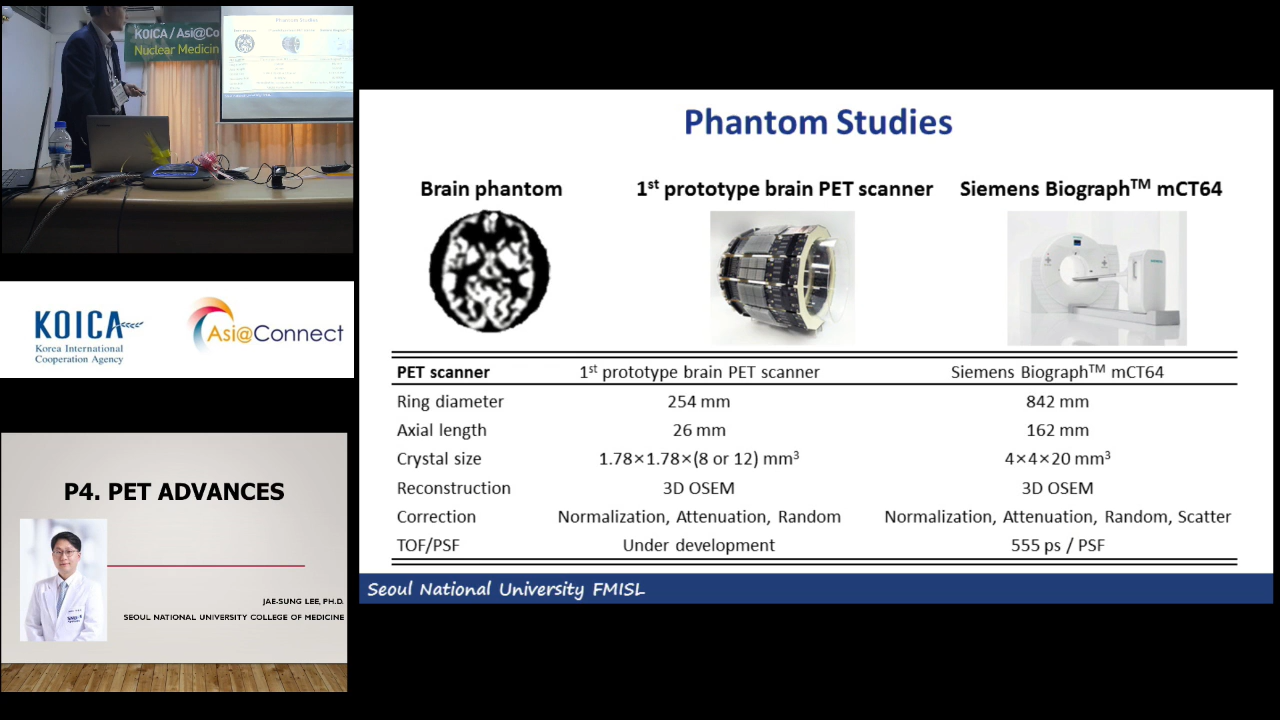 KOICA / Asi@Co
Nuclear Medicin
Phantom Studies
KOICA
Korea International
Cooperation Agency
Asi@Connect
P4. PET ADVANCES
JAE-SUNG LEE, PH.D.
SEOUL NATIONAL UNIVERSITY COLLEGE OF MEDICINE
Phantom Studies
Brain phantom 1st prototype brain PET scanner Siemens Biograph™ mCT64
PET scanner 1st prototype brain PET scanner Siemens Biograph™ mCT64
Ring diameter 254 mm 842 mm
Axial length 26 mm 162 mm
Crystal size 1.78×1.78×(8 or 12) mm³ 4×4×20 mm³
Reconstruction 3D OSEM 3D OSEM
Correction Normalization, Attenuation, Random Normalization, Attenuation, Random, Scatter
TOF/PSF Under development 555 ps / PSF
Seoul National University FMISL